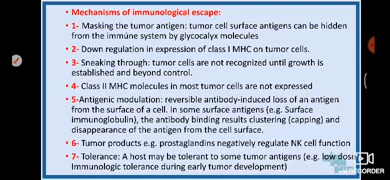 • Mechanisms of immunological escape:
• 1- Masking the tumor antigen: tumor cell surface antigens can be hidden
from the immune system by glycocalyx molecules
• 2- Down regulation in expression of class I MHC on tumor cells.
• 3- Sneaking through: tumor cells are not recognized until growth is
established and beyond control.
• 4- Class II MHC molecules in most tumor cells are not expressed
• 5-Antigenic modulation: reversible antibody-induced loss of an antigen
from the surface of a cell. In some surface antigens (e.g. Surface
immunoglobulin), the antibody binding results clustering (capping) and
disappearance of the antigen from the cell surface.
• 6- Tumor products e.g. prostaglandins negatively regulate NK cell function
• 7- Tolerance: A host may be tolerant to some tumor antigens (e.g. low dose
Immunologic tolerance during early tumor development)